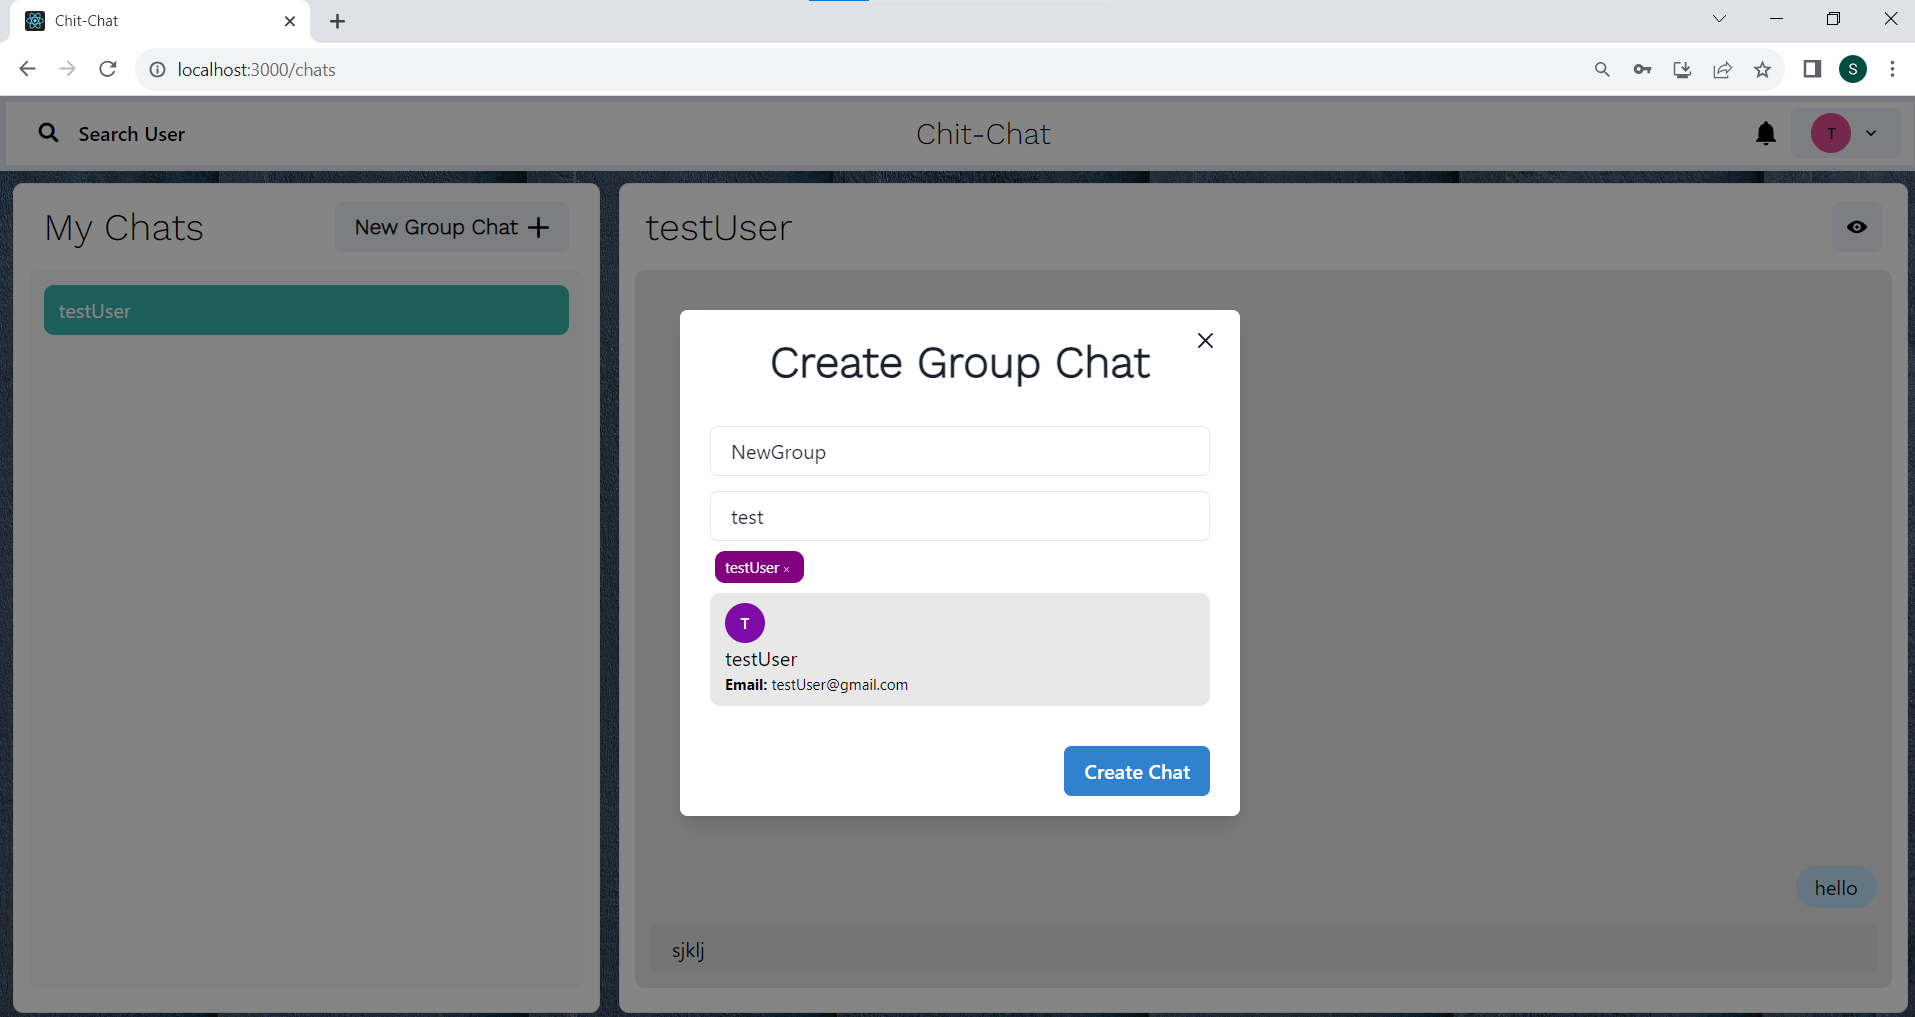 Chit-Chat
localhost:3000/chats
S
Search User
Chit-Chat
T
My Chats
New Group Chat
testUser
testUser
Create Group Chat
NewGroup
test
testUser ×
T
testUser
Email: testUser@gmail.com
Create Chat
hello
sjklj